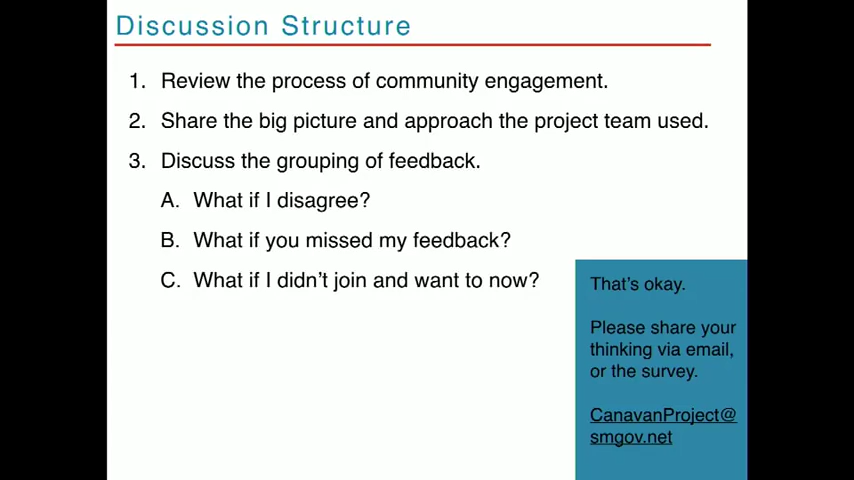 Discussion Structure
1. Review the process of community engagement.
2. Share the big picture and approach the project team used.
3. Discuss the grouping of feedback.
A. What if I disagree?
B. What if you missed my feedback?
C. What if I didn't join and want to now?
That's okay.
Please share your
thinking via email,
or the survey.
CanavanProject@
smgov.net